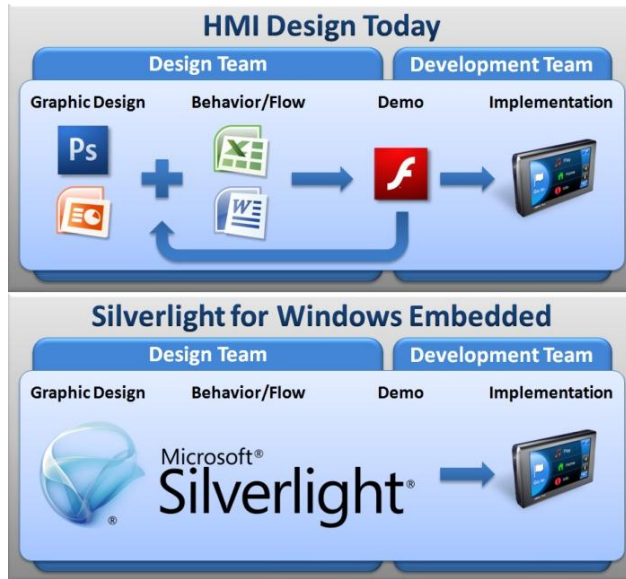 HMI Design Today
Design Team Development Team
Graphic Design Behavior/Flow Demo Implementation
Ps
Silverlight for Windows Embedded
Design Team Development Team
Graphic Design Behavior/Flow Demo Implementation
Microsoft®
Silverlight®
®